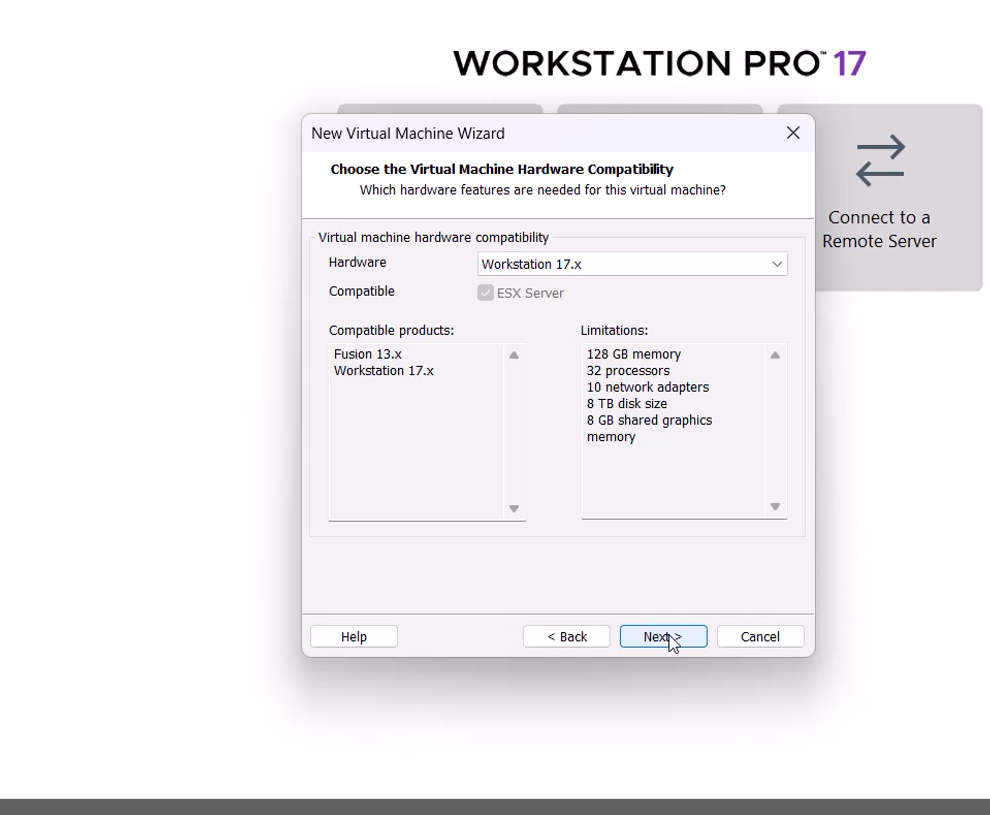 WORKSTATION PRO™ 17
New Virtual Machine Wizard
Choose the Virtual Machine Hardware Compatibility
Which hardware features are needed for this virtual machine?
Connect to a
Remote Server
Virtual machine hardware compatibility
Hardware
Workstation 17.x
Compatible
ESX Server
Compatible products:
Fusion 13.x
Workstation 17.x
Limitations:
128 GB memory
32 processors
10 network adapters
8 TB disk size
8 GB shared graphics
memory
Help
< Back
Next >
Cancel